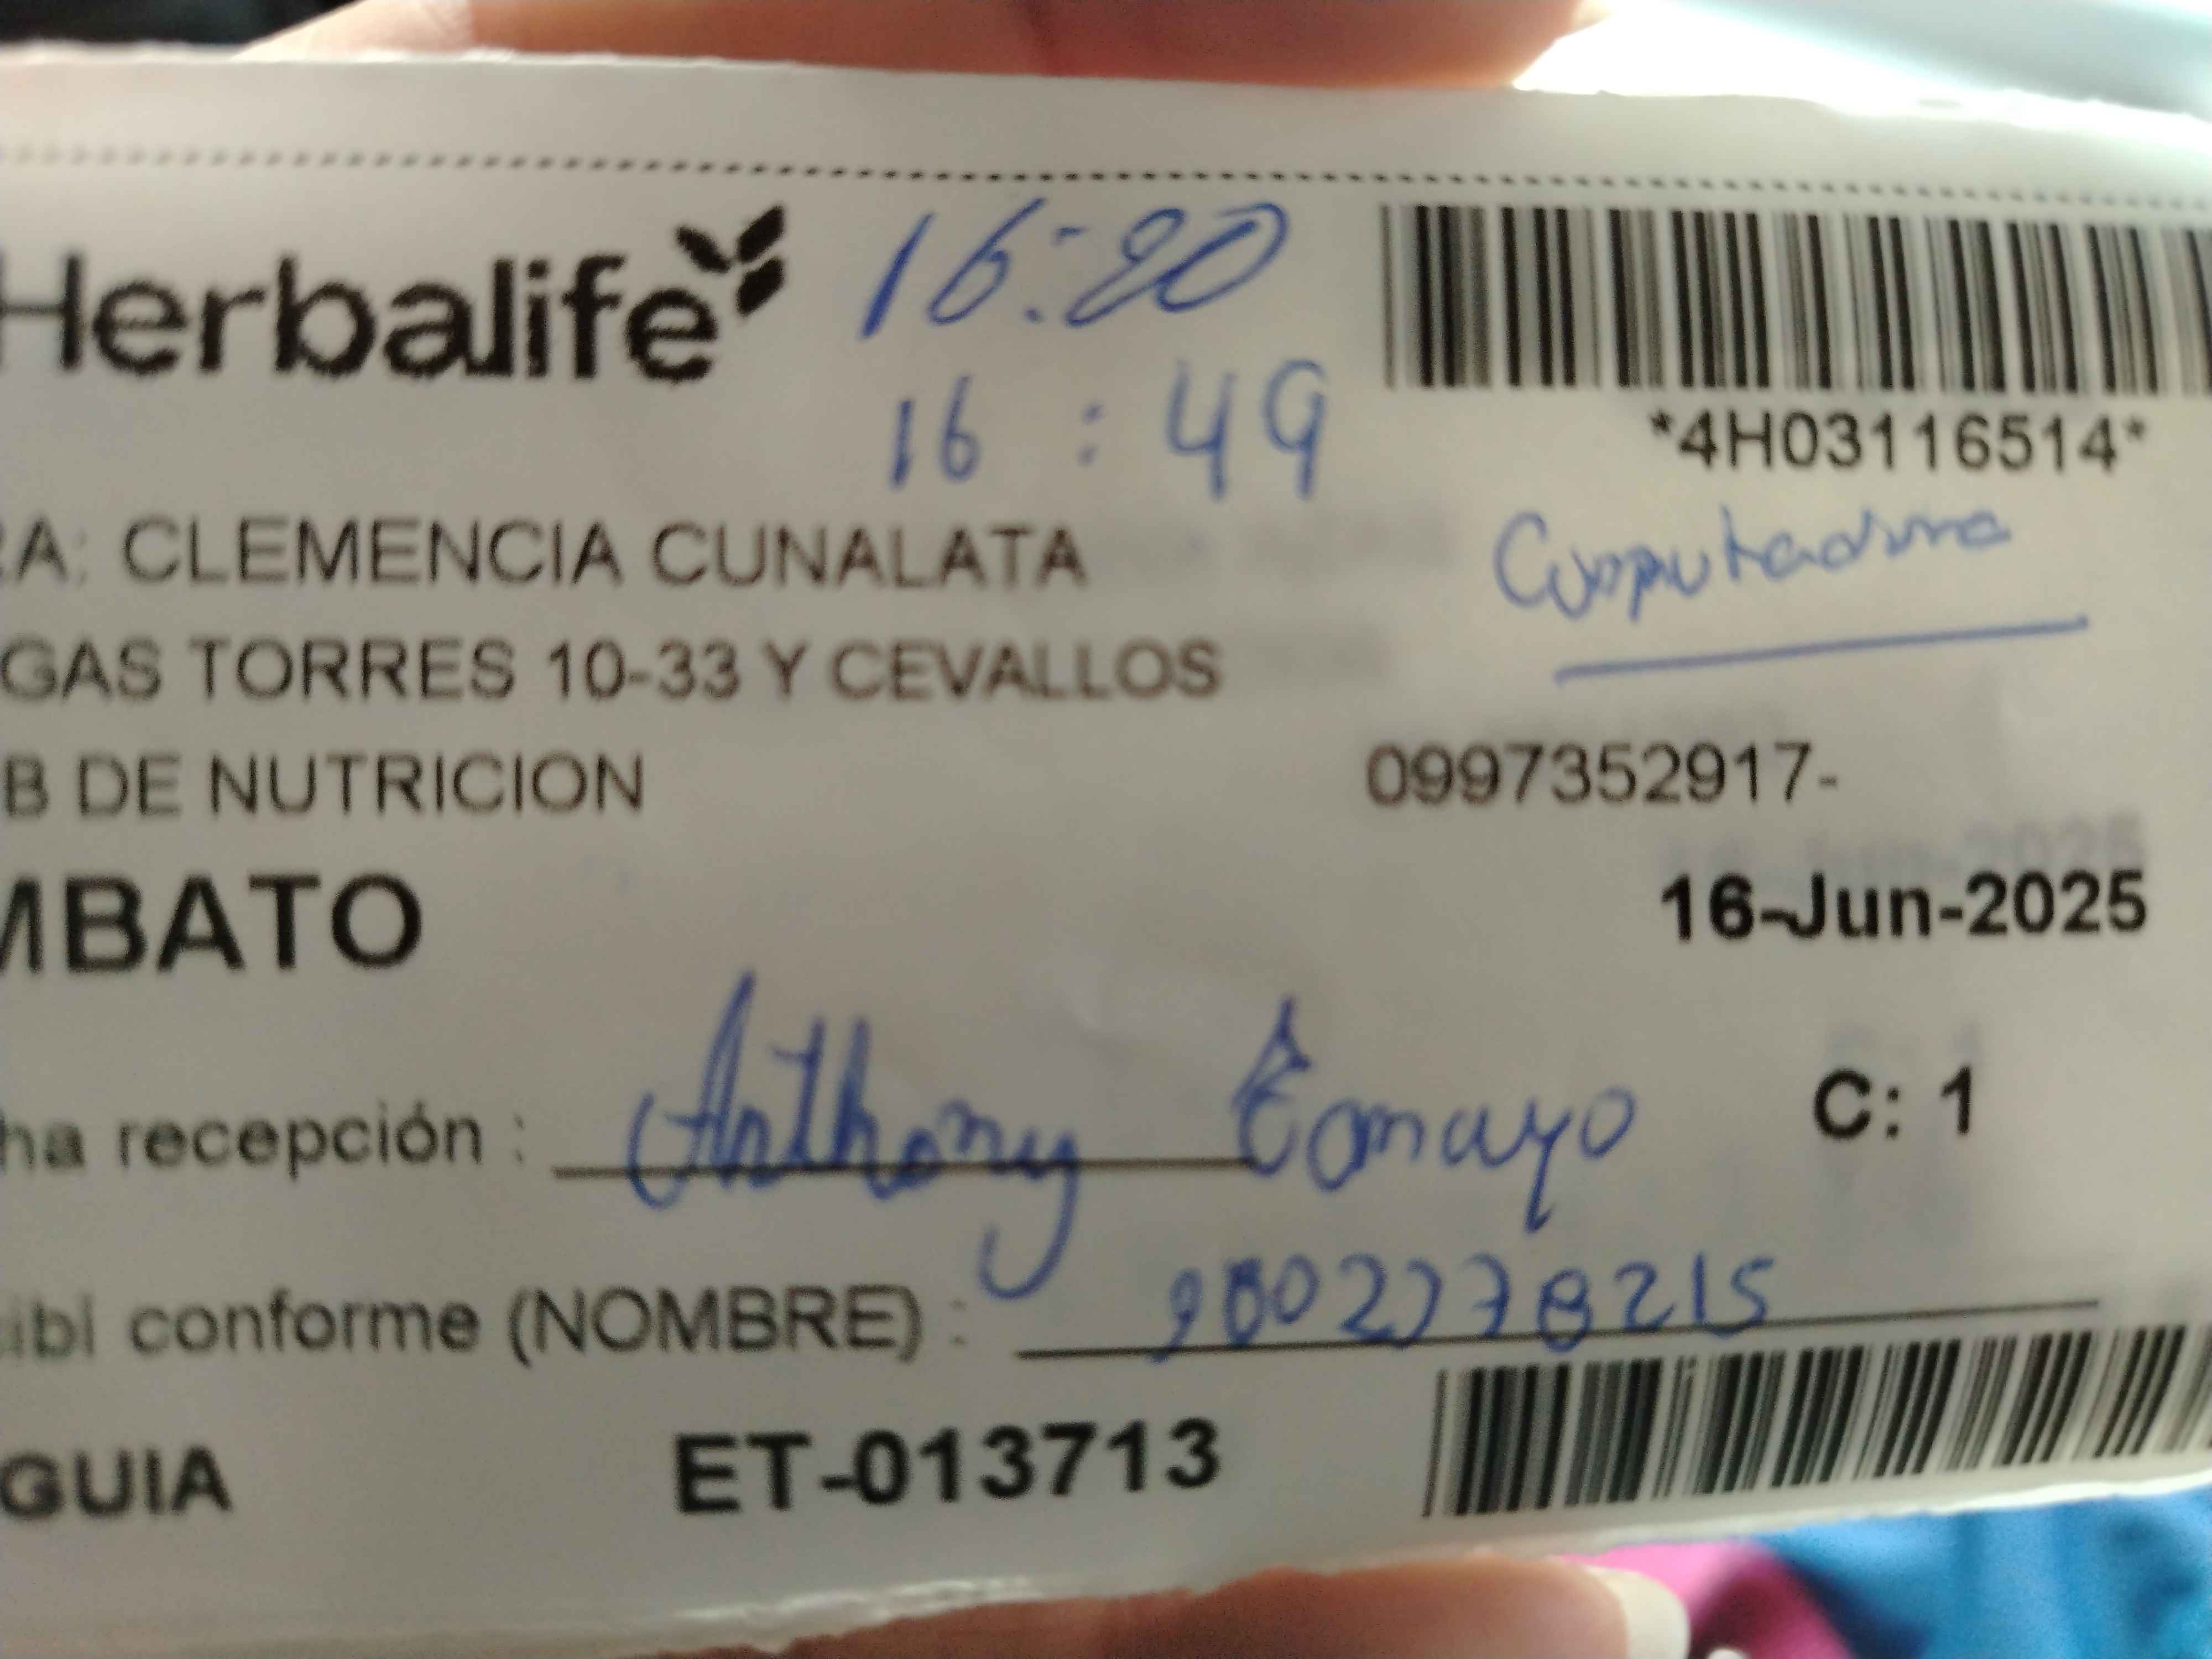 Herbalife 16:20
16:49
*4H03116514*
RA: CLEMENCIA CUNALATA
Computadora
GAS TORRES 10-33 Y CEVALLOS
B DE NUTRICION 0997352917-
MBATO 16-Jun-2025
ha recepción : Anthony Tamayo C: 1
ibi conforme (NOMBRE) :
GUIA ET-013713